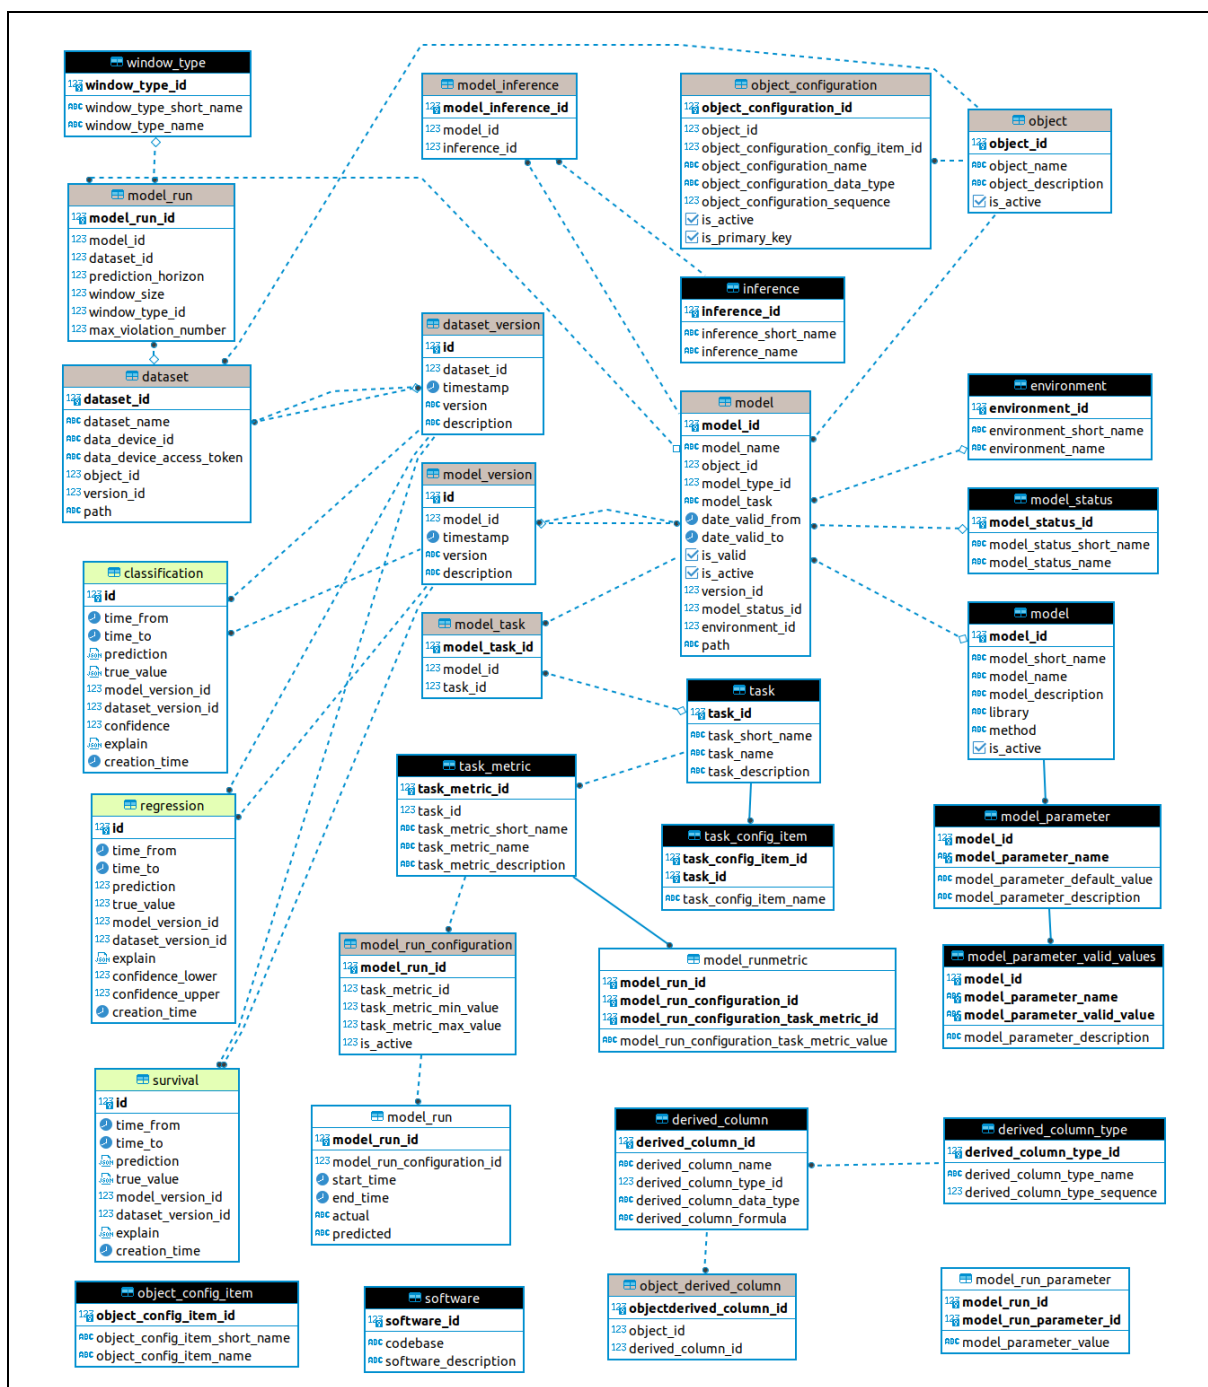 window_type
window_type_id
window_type_short_name
window_type_name
model_run
model_run_id
model_id
dataset_id
prediction_horizon
window_size
window_type_id
max_violation_number
dataset
dataset_id
dataset_name
data_device_id
data_device_access_token
object_id
version_id
path
model_inference
model_inference_id
model_id
inference_id
object_configuration
object_configuration_id
object_id
object_configuration_config_item_id
object_configuration_name
object_configuration_data_type
object_configuration_sequence
is_active
is_primary_key
object
object_id
object_name
object_description
is_active
inference
inference_id
inference_short_name
inference_name
dataset_version
id
dataset_id
timestamp
version
description
model_version
id
model_id
timestamp
version
description
model
model_id
model_name
object_id
model_type_id
model_task
date_valid_from
date_valid_to
is_valid
is_active
version_id
model_status_id
environment_id
path
environment
environment_id
environment_short_name
environment_name
model_status
model_status_id
model_status_short_name
model_status_name
model
model_id
model_short_name
model_name
model_description
library
method
is_active
classification
id
time_from
time_to
prediction
true_value
model_version_id
dataset_version_id
confidence
explain
creation_time
model_task
model_task_id
model_id
task_id
task
task_id
task_short_name
task_name
task_description
task_metric
task_metric_id
task_id
task_metric_short_name
task_metric_name
task_metric_description
task_config_item
task_config_item_id
task_id
task_config_item_name
model_parameter
model_id
model_parameter_name
model_parameter_default_value
model_parameter_description
regression
id
time_from
time_to
prediction
true_value
model_version_id
dataset_version_id
explain
confidence_lower
confidence_upper
creation_time
model_run_configuration
model_run_id
task_metric_id
task_metric_min_value
task_metric_max_value
is_active
model_runmetric
model_run_id
model_run_configuration_id
model_run_configuration_task_metric_id
model_run_configuration_task_metric_value
model_parameter_valid_values
model_id
model_parameter_name
model_parameter_valid_value
model_parameter_description
survival
id
time_from
time_to
prediction
true_value
model_version_id
dataset_version_id
explain
creation_time
model_run
model_run_id
model_run_configuration_id
start_time
end_time
actual
predicted
derived_column
derived_column_id
derived_column_name
derived_column_type_id
derived_column_data_type
derived_column_formula
derived_column_type
derived_column_type_id
derived_column_type_name
derived_column_type_sequence
object_config_item
object_config_item_id
object_config_item_short_name
object_config_item_name
software
software_id
codebase
software_description
object_derived_column
objectderived_column_id
object_id
derived_column_id
model_run_parameter
model_run_id
model_run_parameter_id
model_parameter_value